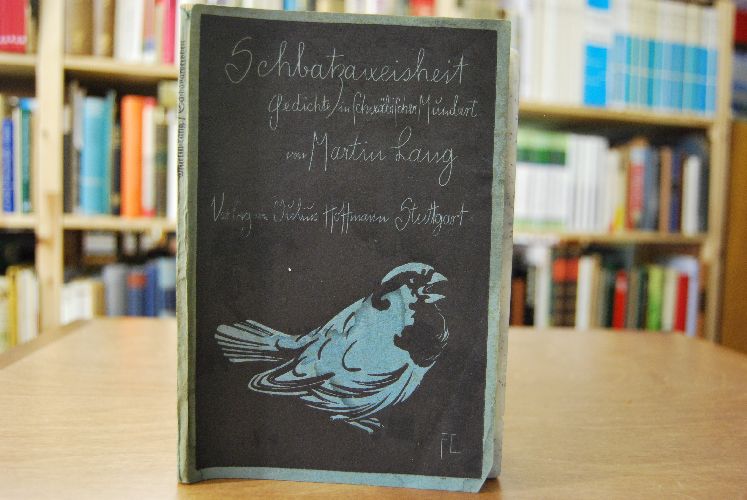 Schbatzaweisheit
Gedichte in schwäbischer Mundart
von Martin Lang
Verlag von Julius Hoffmann Stuttgart
FL